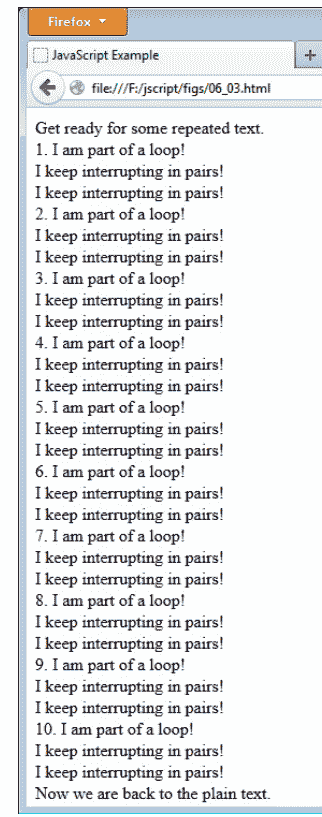 Firefox
JavaScript Example
file:///F:/jscript/figs/06_03.html
Get ready for some repeated text.
1. I am part of a loop!
I keep interrupting in pairs!
I keep interrupting in pairs!
2. I am part of a loop!
I keep interrupting in pairs!
I keep interrupting in pairs!
3. I am part of a loop!
I keep interrupting in pairs!
I keep interrupting in pairs!
4. I am part of a loop!
I keep interrupting in pairs!
I keep interrupting in pairs!
5. I am part of a loop!
I keep interrupting in pairs!
I keep interrupting in pairs!
6. I am part of a loop!
I keep interrupting in pairs!
I keep interrupting in pairs!
7. I am part of a loop!
I keep interrupting in pairs!
I keep interrupting in pairs!
8. I am part of a loop!
I keep interrupting in pairs!
I keep interrupting in pairs!
9. I am part of a loop!
I keep interrupting in pairs!
I keep interrupting in pairs!
10. I am part of a loop!
I keep interrupting in pairs!
I keep interrupting in pairs!
Now we are back to the plain text.